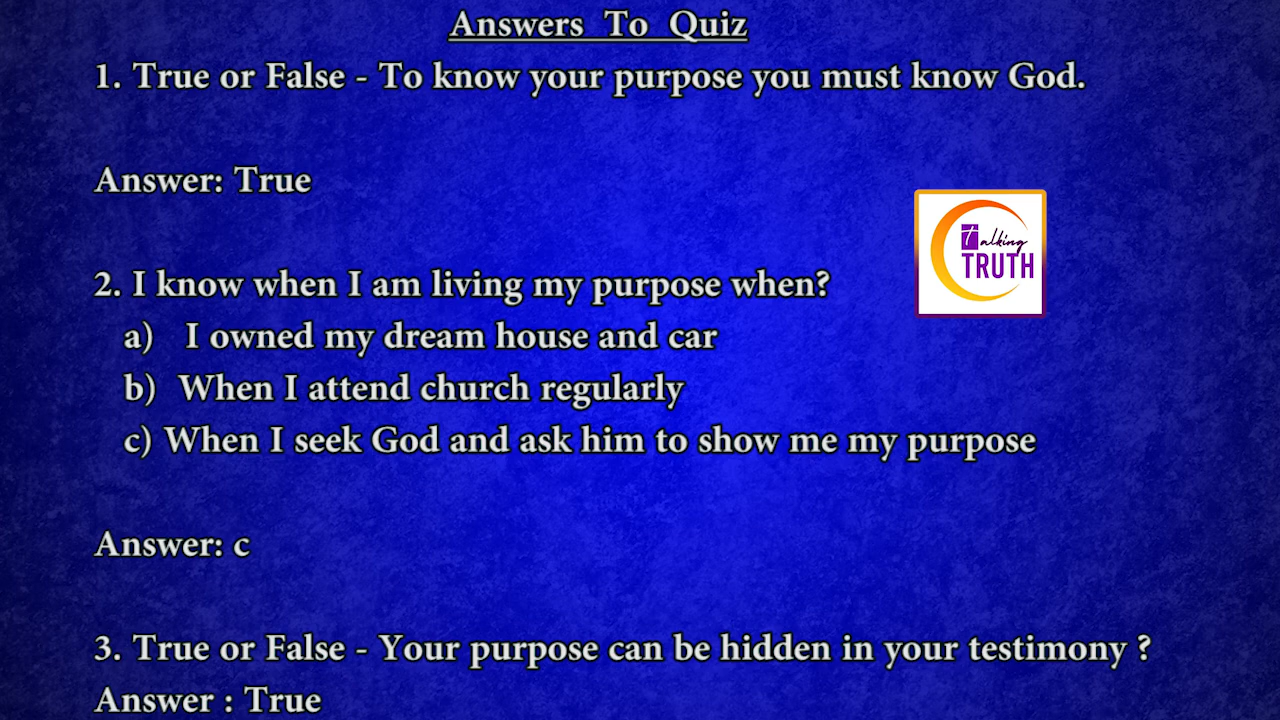 Answers To Quiz
1. True or False - To know your purpose you must know God.
Answer: True
Talking
TRUTH
2. I know when I am living my purpose when?
a) I owned my dream house and car
b) When I attend church regularly
c) When I seek God and ask him to show me my purpose
Answer: c
3. True or False - Your purpose can be hidden in your testimony ?
Answer : True